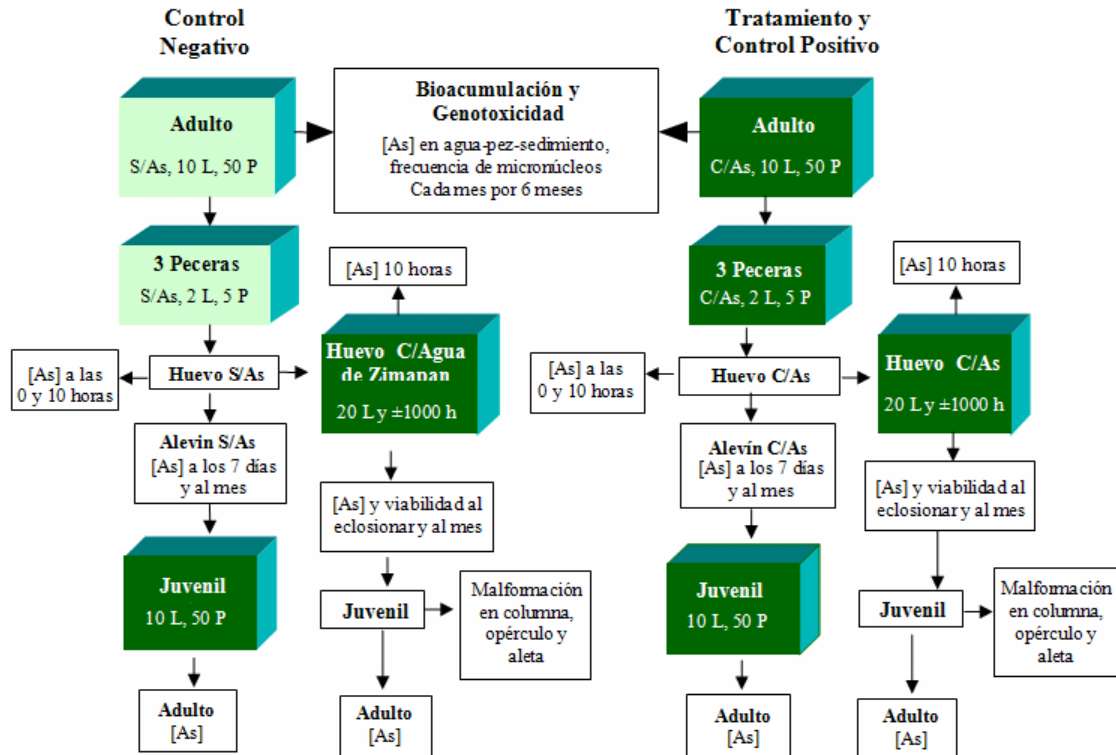 Control
Negativo
Tratamiento y
Control Positivo
Adulto
S/As, 10 L, 50 P
Bioacumulación y
Genotoxicidad
[As] en agua-pez-sedimiento,
frecuencia de micronúcleos
Cada mes por 6 meses
Adulto
C/As, 10 L, 50 P
3 Peceras
S/As, 2 L, 5 P
[As] 10 horas
3 Peceras
C/As, 2 L, 5 P
[As] 10 horas
[As] a las
0 y 10 horas
Huevo S/As
Huevo C/Agua
de Zimapan
20 L y ±1000 h
[As] a las
0 y 10 horas
Huevo C/As
Huevo C/As
20 L y ±1000 h
Alevin S/As
[As] a los 7 días
y al mes
[As] y viabilidad al
eclosionar y al mes
Alevín C/As
[As] a los 7 días
y al mes
[As] y viabilidad al
eclosionar y al mes
Juvenil
10 L, 50 P
Juvenil
Malformación
en columna,
opérculo y
aleta
Juvenil
10 L, 50 P
Juvenil
Malformación
en columna,
opérculo y
aleta
Adulto
[As]
Adulto
[As]
Adulto
[As]
Adulto
[As]